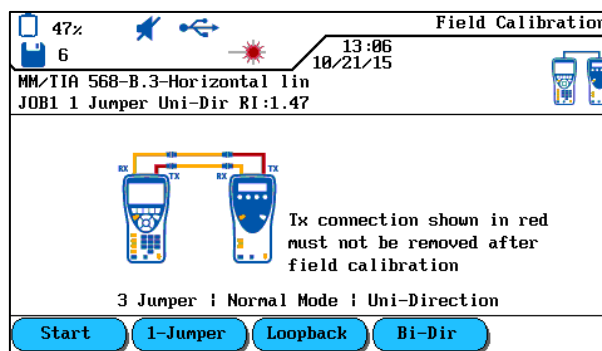 47%
Field Calibration
6
13:06
10/21/15
MM/TIA 568-B.3-Horizontal lin
JOB1 1 Jumper Uni-Dir RI:1.47
RX TX RX TX
Tx connection shown in red
must not be removed after
field calibration
3 Jumper ¦ Normal Mode ¦ Uni-Direction
Start 1-Jumper Loopback Bi-Dir